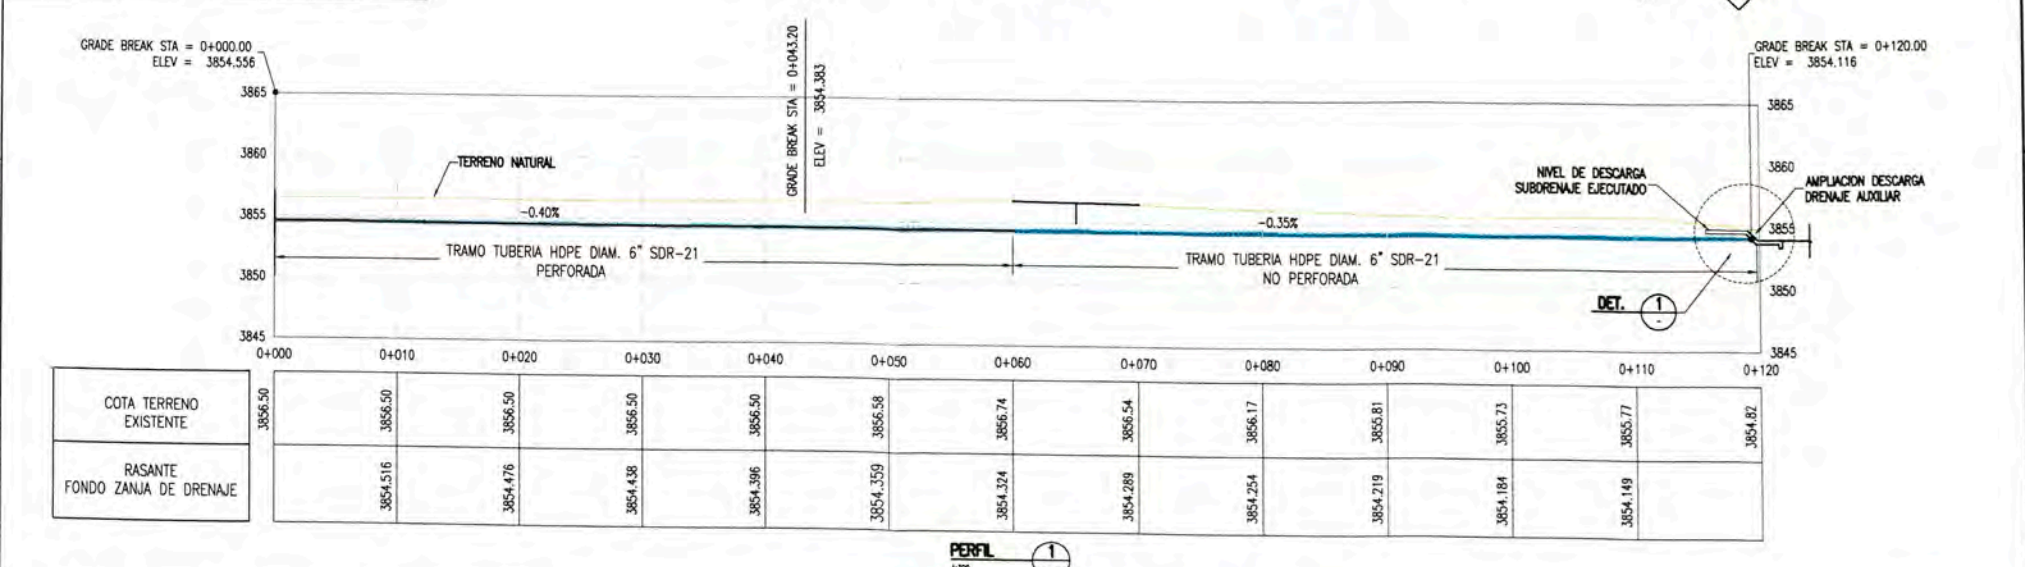 GRADE BREAK STA = 0+000.00
ELEV = 3854.556
GRADE BREAK STA = 0+043.20
ELEV = 3854.383
GRADE BREAK STA = 0+120.00
ELEV = 3854.116
3865
3860
3855
3850
3845
3865
3860
3855
3850
3845
TERRENO NATURAL
-0.40%
-0.35%
NIVEL DE DESCARGA
SUBDRENAJE EJECUTADO
AMPLIACION DESCARGA
DRENAJE AUXILIAR
TRAMO TUBERIA HDPE DIAM. 6" SDR-21
PERFORADA
TRAMO TUBERIA HDPE DIAM. 6" SDR-21
NO PERFORADA
DET. 1
-
0+000 0+010 0+020 0+030 0+040 0+050 0+060 0+070 0+080 0+090 0+100 0+110 0+120
COTA TERRENO
EXISTENTE
3856.50 3856.50 3856.50 3856.50 3856.50 3856.58 3856.74 3856.54 3856.17 3855.81 3855.73 3855.77 3854.82
RASANTE
FONDO ZANJA DE DRENAJE
3854.516 3854.476 3854.438 3854.396 3854.359 3854.324 3854.289 3854.254 3854.219 3854.184 3854.149
PERFIL 1